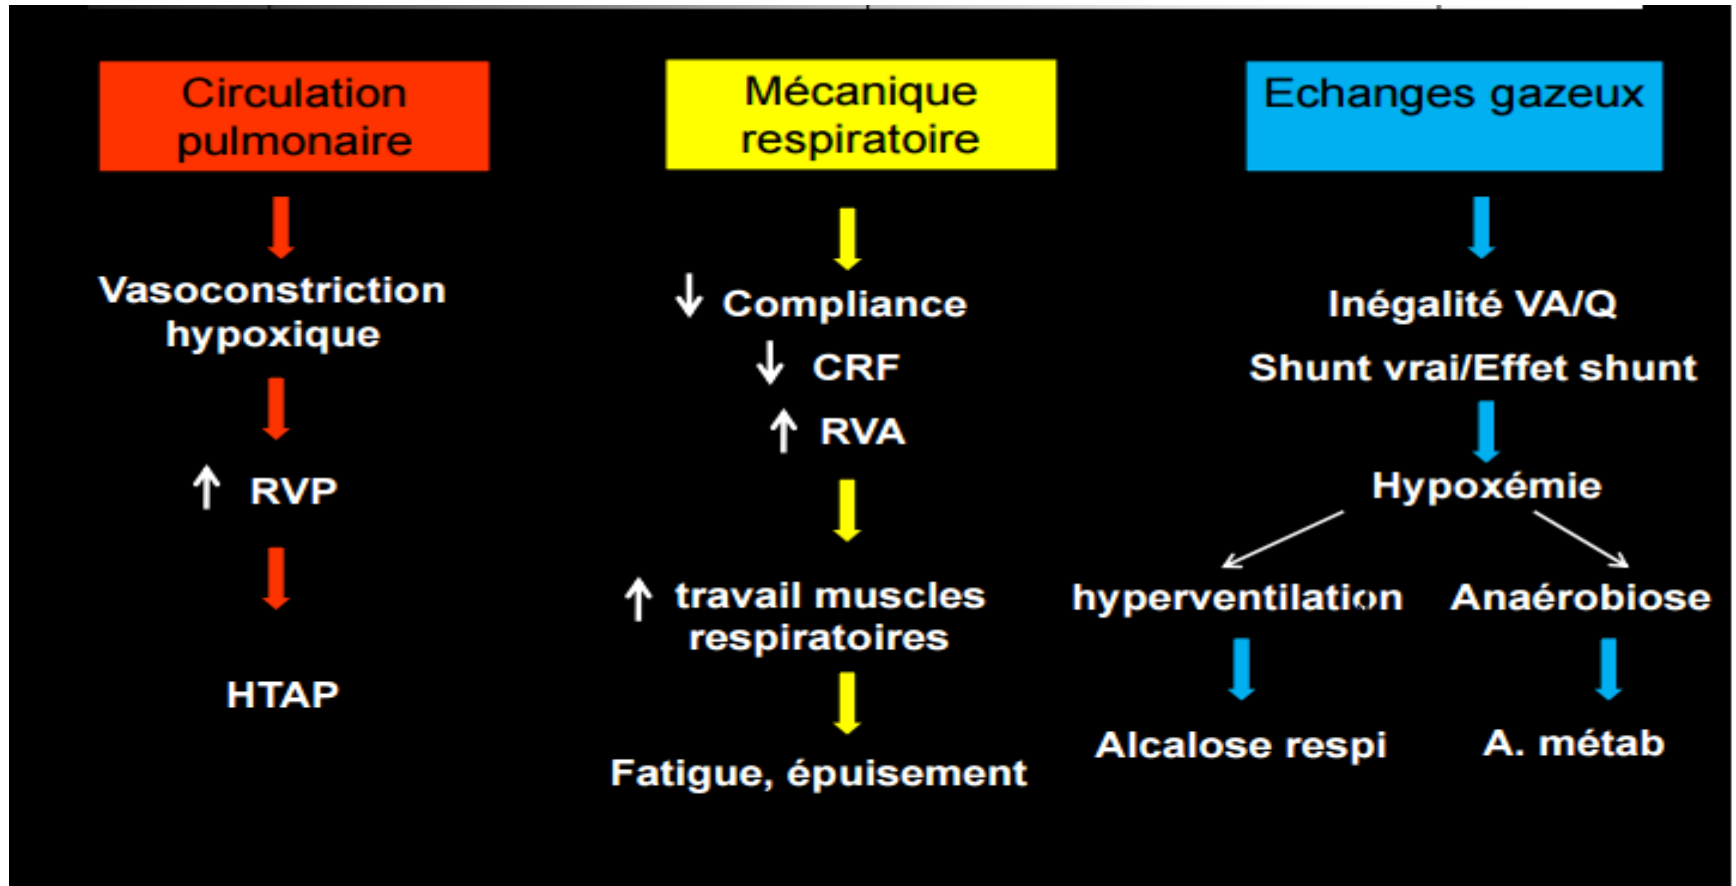 Circulation
pulmonaire
Vasoconstriction
hypoxique
RVP
HTAP
Mécanique
respiratoire
Compliance
CRF
RVA
travail muscles
respiratoires
Fatigue, épuisement
Echanges gazeux
Inégalité VA/Q
Shunt vrai/Effet shunt
Hypoxémie
hyperventilation
Anaérobiose
Alcalose respi
A. métab